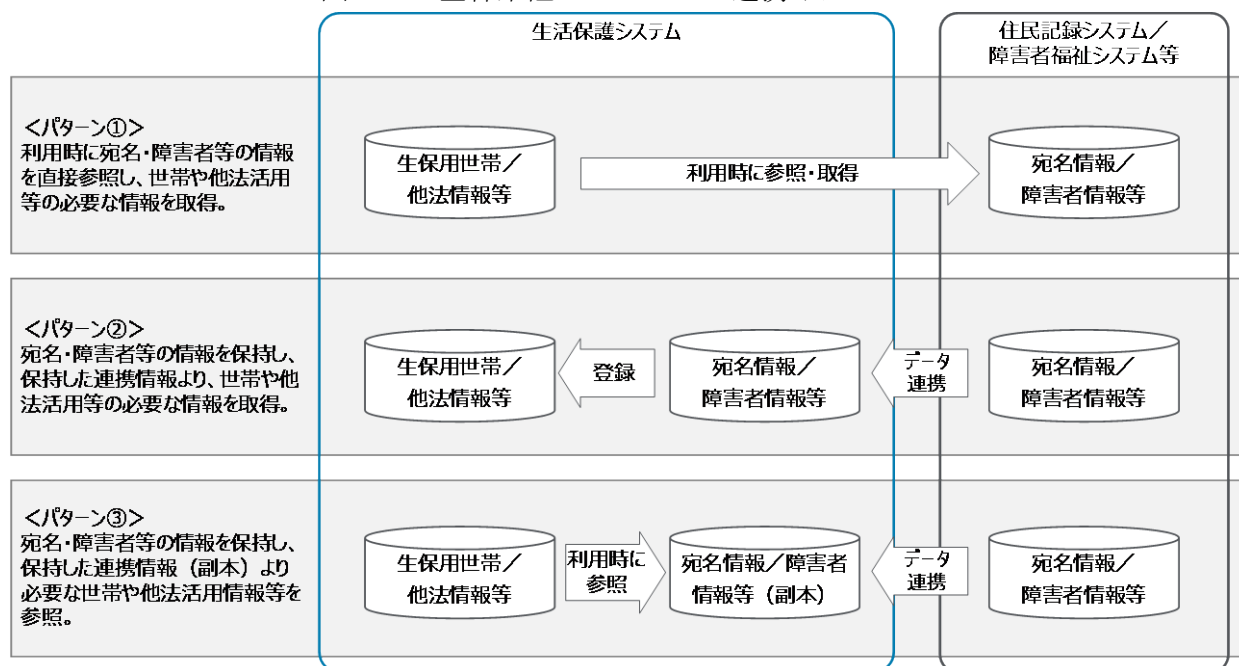 生活保護システム
住民記録システム／
障害者福祉システム等
＜パターン①＞
利用時に宛名・障害者等の情報
を直接参照し、世帯や他法活用
等の必要な情報を取得。
生保用世帯／
他法情報等
利用時に参照・取得
宛名情報／
障害者情報等
＜パターン②＞
宛名・障害者等の情報を保持し、
保持した連携情報より、世帯や他
法活用等の必要な情報を取得。
生保用世帯／
他法情報等
登録
宛名情報／
障害者情報等
データ
連携
宛名情報／
障害者情報等
＜パターン③＞
宛名・障害者等の情報を保持し、
保持した連携情報（副本）より
必要な世帯や他法活用情報等を
参照。
生保用世帯／
他法情報等
利用時に
参照
宛名情報／障害者
情報等（副本）
データ
連携
宛名情報／
障害者情報等